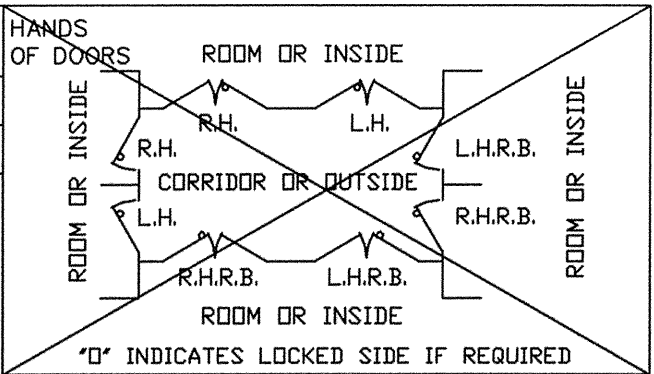 HANDS
OF DOORS
ROOM OR INSIDE
ROOM OR INSIDE
R.H.
L.H.
R.H.
L.H.R.B.
ROOM OR INSIDE
CORRIDOR OR OUTSIDE
L.H.
R.H.R.B.
R.H.R.B.
L.H.R.B.
ROOM OR INSIDE
"O" INDICATES LOCKED SIDE IF REQUIRED